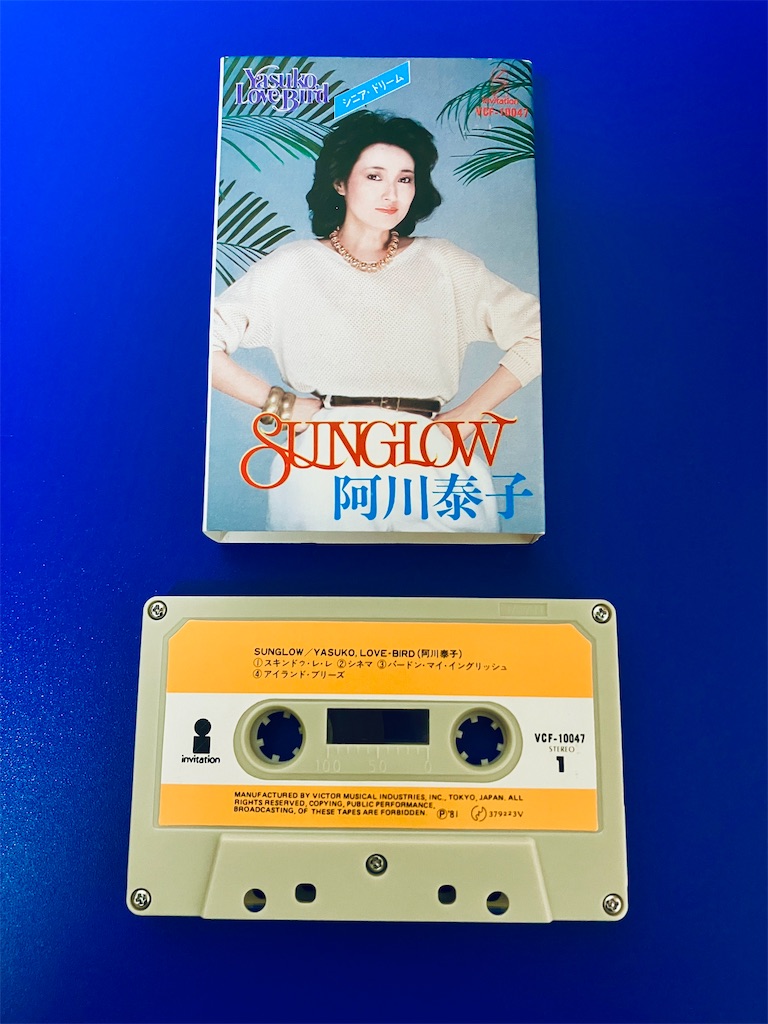 Yasuko,
Love Bird
シニア・ドリーム
invitation
VCF-10047
SUNGLOW
阿川泰子
SUNGLOW/YASUKO, LOVE-BIRD (阿川泰子)
①スキンドゥ・レ・レ ②シネマ ③パードン・マイ・イングリッシュ
④アイランド・ブリーズ
invitation
100 50 0
VCF-10047
STEREO
1
MANUFACTURED BY VICTOR MUSICAL INDUSTRIES, INC., TOKYO, JAPAN. ALL
RIGHTS RESERVED, COPYING, PUBLIC PERFORMANCE,
BROADCASTING, OF THESE TAPES ARE FORBIDDEN. Ⓟ'81 379223V